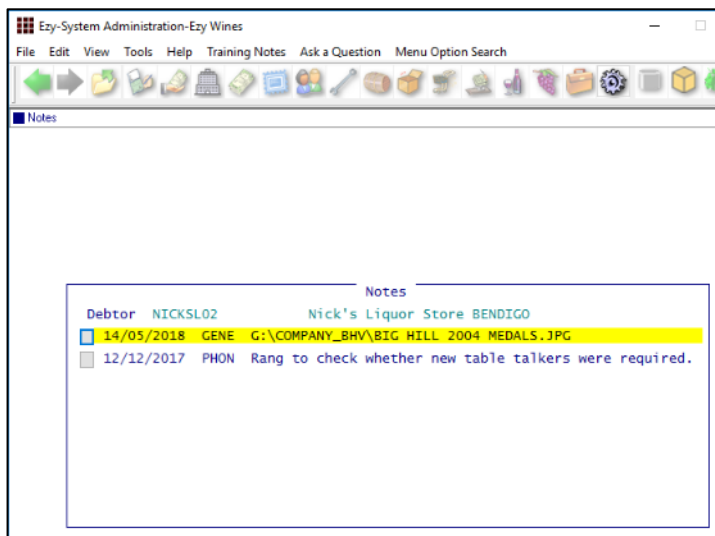 Ezy-System Administration-Ezy Wines
File Edit View Tools Help Training Notes Ask a Question Menu Option Search
Notes
Notes
Debtor NICKSL02 Nick's Liquor Store BENDIGO
14/05/2018 GENE G:\COMPANY_BHV\BIG HILL 2004 MEDALS.JPG
12/12/2017 PHON Rang to check whether new table talkers were required.